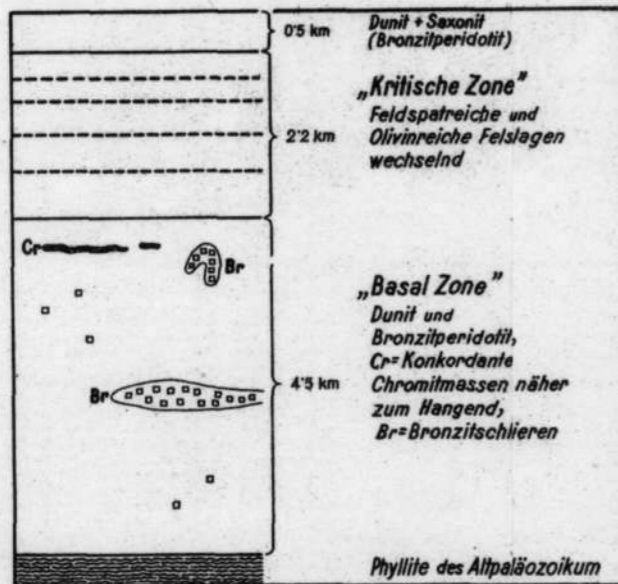 0'5 km
Dunit + Saxonit
(Bronzitperidotit)
2'2 km
„Kritische Zone”
Feldspatreiche und
Olivinreiche Felslagen
wechselnd
Cr
Br
Br
4'5 km
„Basal Zone”
Dunit und
Bronzitperidotit,
Cr=Konkordante
Chromitmassen näher
zum Hangend,
Br=Bronzitschlieren
Phyllite des Altpaläozoikum